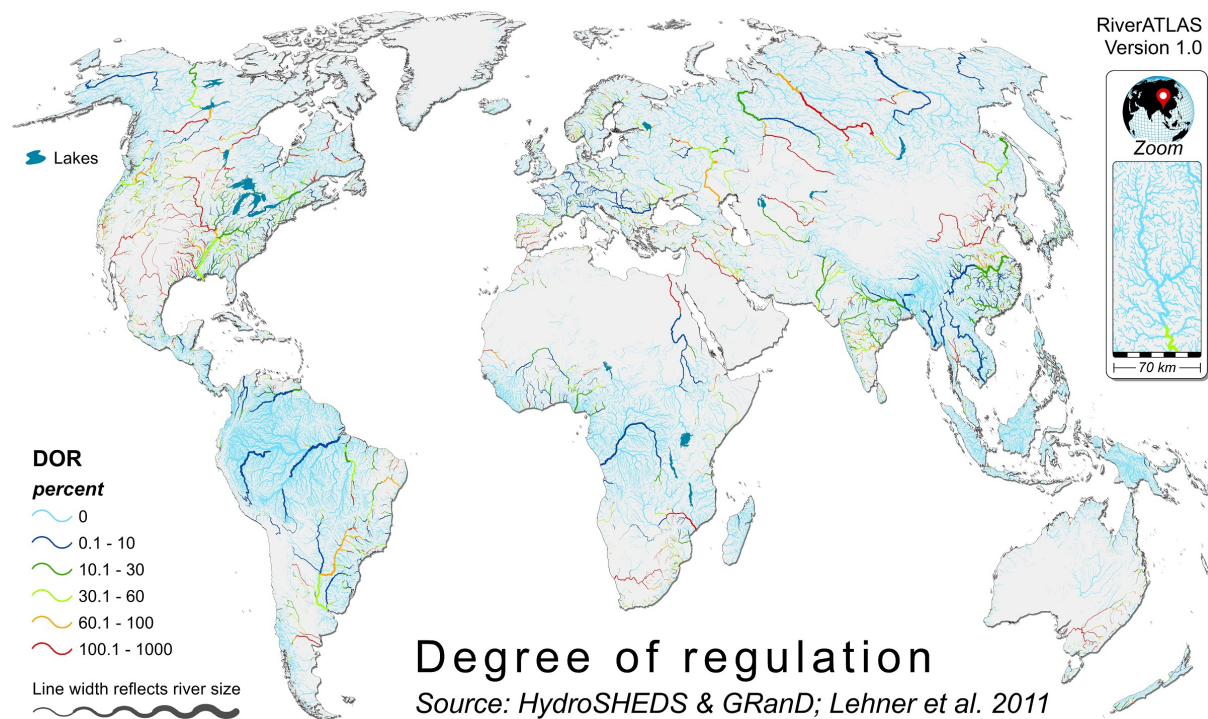 RiverATLAS
Version 1.0
Zoom
70 km
Lakes
DOR
percent
0
0.1 - 10
10.1 - 30
30.1 - 60
60.1 - 100
100.1 - 1000
Line width reflects river size
Degree of regulation
Source: HydroSHEDS & GRanD; Lehner et al. 2011